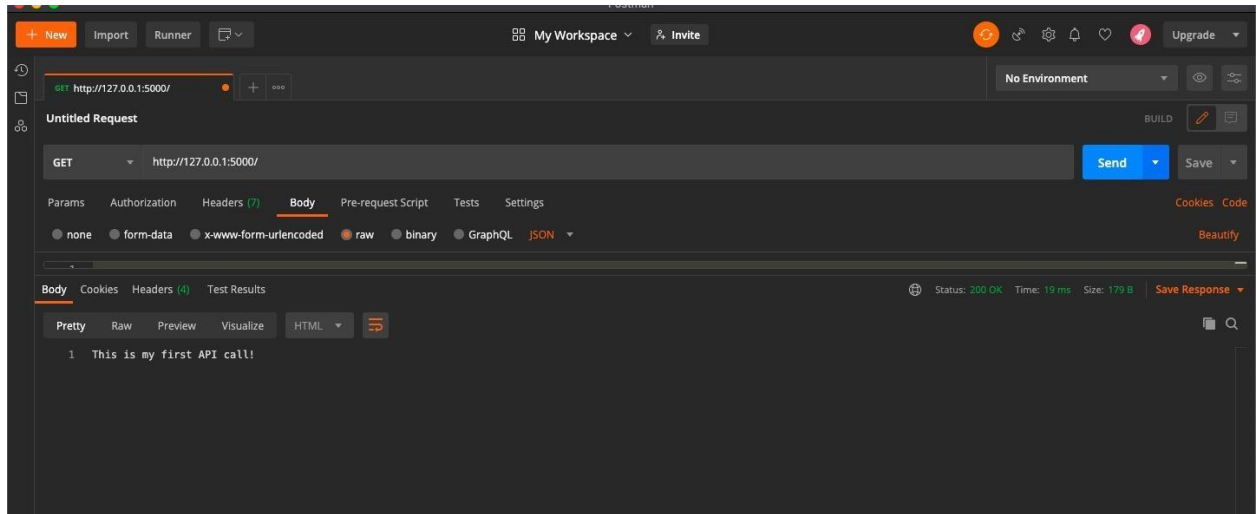 Postman
New Import Runner My Workspace Invite Upgrade
GET http://127.0.0.1:5000/ No Environment
Untitled Request BUILD
GET http://127.0.0.1:5000/ Send Save
Params Authorization Headers (7) Body Pre-request Script Tests Settings Cookies Code
none form-data x-www-form-urlencoded raw binary GraphQL JSON Beautify
1
Body Cookies Headers (4) Test Results Status: 200 OK Time: 19 ms Size: 179 B Save Response
Pretty Raw Preview Visualize HTML
1 This is my first API call!